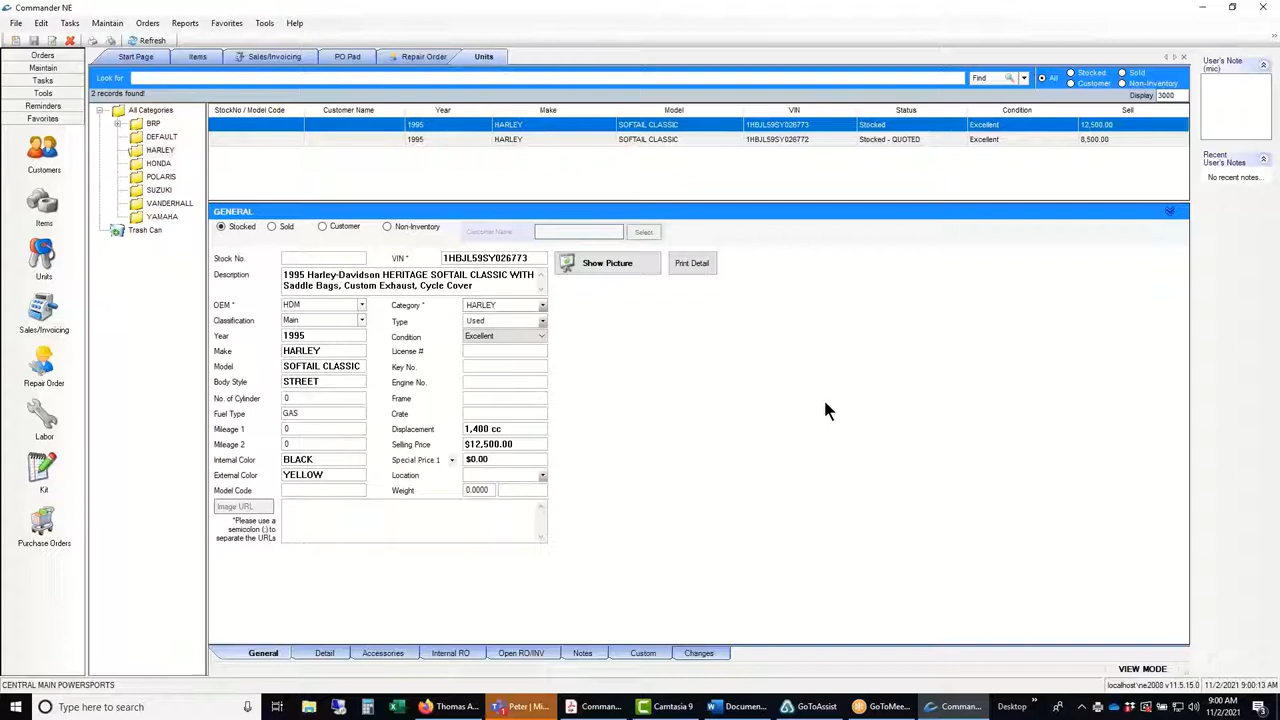 Commander NE
File Edit Tasks Maintain Orders Reports Favorites Tools Help
Refresh
Orders
Maintain
Tasks
Tools
Reminders
Favorites
Customers
Items
Units
Sales/Invoicing
Repair Order
Labor
Kit
Purchase Orders
Start Page Items Sales/Invoicing PO Pad Repair Order Units
Look for Find All Stocked Sold Customer Non-Inventory
2 records found! Display 3000
All Categories
BRP
DEFAULT
HARLEY
HONDA
POLARIS
SUZUKI
VANDERHALL
YAMAHA
Trash Can
StockNo / Model Code Customer Name Year Make Model VIN Status Condition Sell
1995 HARLEY SOFTAIL CLASSIC 1HBJL59SY026773 Stocked Excellent 12,500.00
1995 HARLEY SOFTAIL CLASSIC 1HBJL59SY026772 Stocked - QUOTED Excellent 8,500.00
GENERAL
Stocked Sold Customer Non-Inventory Customer Name Select
Stock No. VIN * 1HBJL59SY026773 Show Picture Print Detail
Description 1995 Harley-Davidson HERITAGE SOFTAIL CLASSIC WITH
Saddle Bags, Custom Exhaust, Cycle Cover
OEM * HDM Category * HARLEY
Classification Main Type Used
Year 1995 Condition Excellent
Make HARLEY License #
Model SOFTAIL CLASSIC Key No.
Body Style STREET Engine No.
No. of Cylinder 0 Frame
Fuel Type GAS Crate
Mileage 1 0 Displacement 1,400 cc
Mileage 2 0 Selling Price $12,500.00
Internal Color BLACK Special Price 1 $0.00
External Color YELLOW Location
Model Code Weight 0.0000
Image URL
*Please use a
semicolon (;) to
separate the URLs
General Detail Accessories Internal RO Open RO/INV Notes Custom Changes
VIEW MODE
User's Note
(mic)
Recent
User's Notes
No recent notes...
CENTRAL MAIN POWERSPORTS localhost\ne2008 v11.5.15.0 11/2/2021 9:00:13 AM
Type here to search Thomas A... Peter | Mi... Comman... Camtasia 9 Documen... GoToAssist GoToMee... Comman... Desktop 9:00 AM
11/2/2021